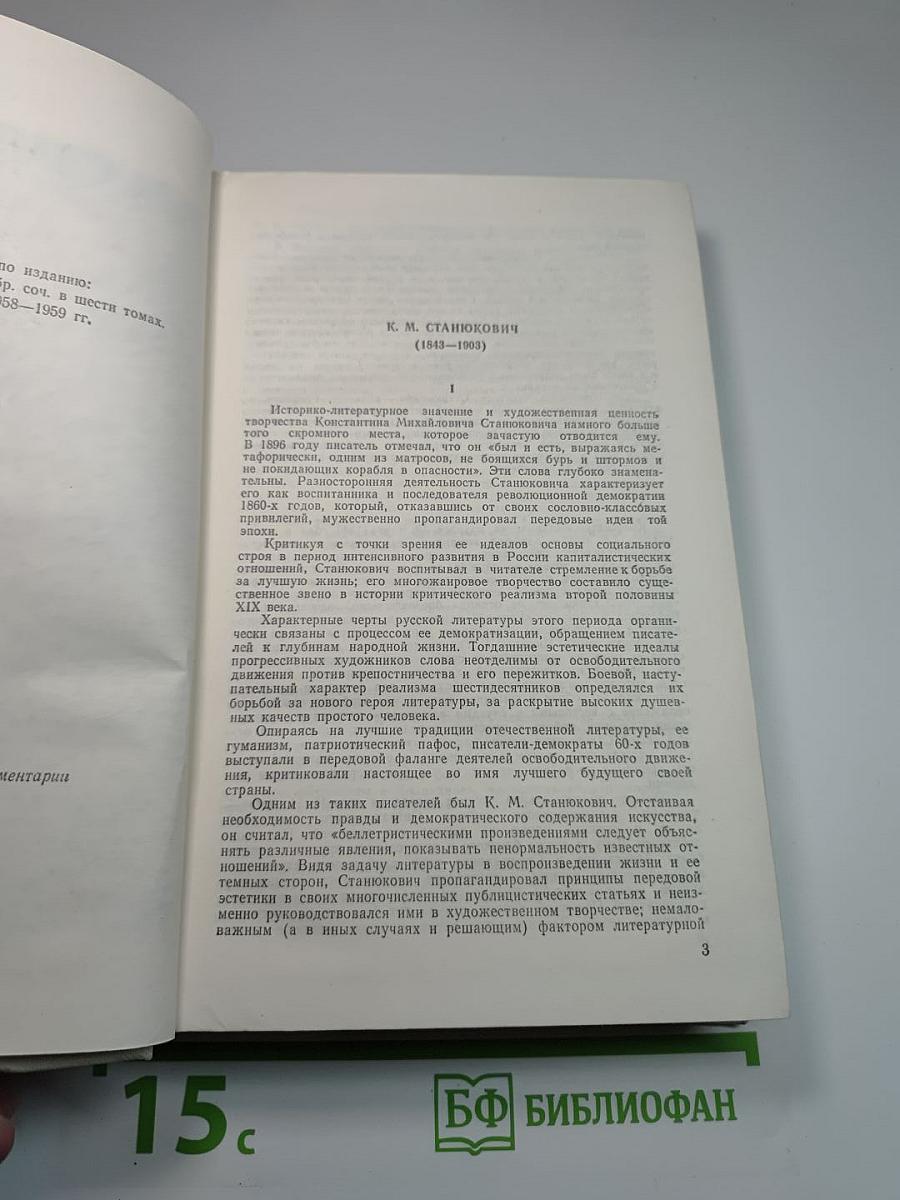 по изданию:
бр. соч. в шести томах.
958—1959 гг.
ментарии
К. М. СТАНЮКОВИЧ
(1843—1903)
I
Историко-литературное значение и художественная ценность
творчества Константина Михайловича Станюковича намного больше
того скромного места, которое зачастую отводится ему.
В 1896 году писатель отмечал, что он «был и есть, выражаясь ме-
тафорически, одним из матросов, не боящихся бурь и штормов и
не покидающих корабля в опасности». Эти слова глубоко знамена-
тельны. Разносторонняя деятельность Станюковича характеризует
его как воспитанника и последователя революционной демократии
1860-х годов, который, отказавшись от своих сословно-классовых
привилегий, мужественно пропагандировал передовые идеи той
эпохи.
Критикуя с точки зрения ее идеалов основы социального
строя в период интенсивного развития в России капиталистических
отношений, Станюкович воспитывал в читателе стремление к борьбе
за лучшую жизнь; его многожанровое творчество составило суще-
ственное звено в истории критического реализма второй половины
XIX века.
Характерные черты русской литературы этого периода органи-
чески связаны с процессом ее демократизации, обращением писате-
лей к глубинам народной жизни. Тогдашние эстетические идеалы
прогрессивных художников слова неотделимы от освободительного
движения против крепостничества и его пережитков. Боевой, насту-
пательный характер реализма шестидесятников определялся их
борьбой за нового героя литературы, за раскрытие высоких душев-
ных качеств простого человека.
Опираясь на лучшие традиции отечественной литературы, ее
гуманизм, патриотический пафос, писатели-демократы 60-х годов
выступали в передовой фаланге деятелей освободительного движе-
ния, критиковали настоящее во имя лучшего будущего своей
страны.
Одним из таких писателей был К. М. Станюкович. Отстаивая
необходимость правды и демократического содержания искусства,
он считал, что «беллетристическими произведениями следует объяс-
нять различные явления, показывать ненормальность известных от-
ношений». Видя задачу литературы в воспроизведении жизни и ее
темных сторон, Станюкович пропагандировал принципы передовой
эстетики в своих многочисленных публицистических статьях и неиз-
менно руководствовался ими в художественном творчестве; немало-
важным (а в иных случаях и решающим) фактором литературной
3
15 с
БФ БИБЛИОФАН